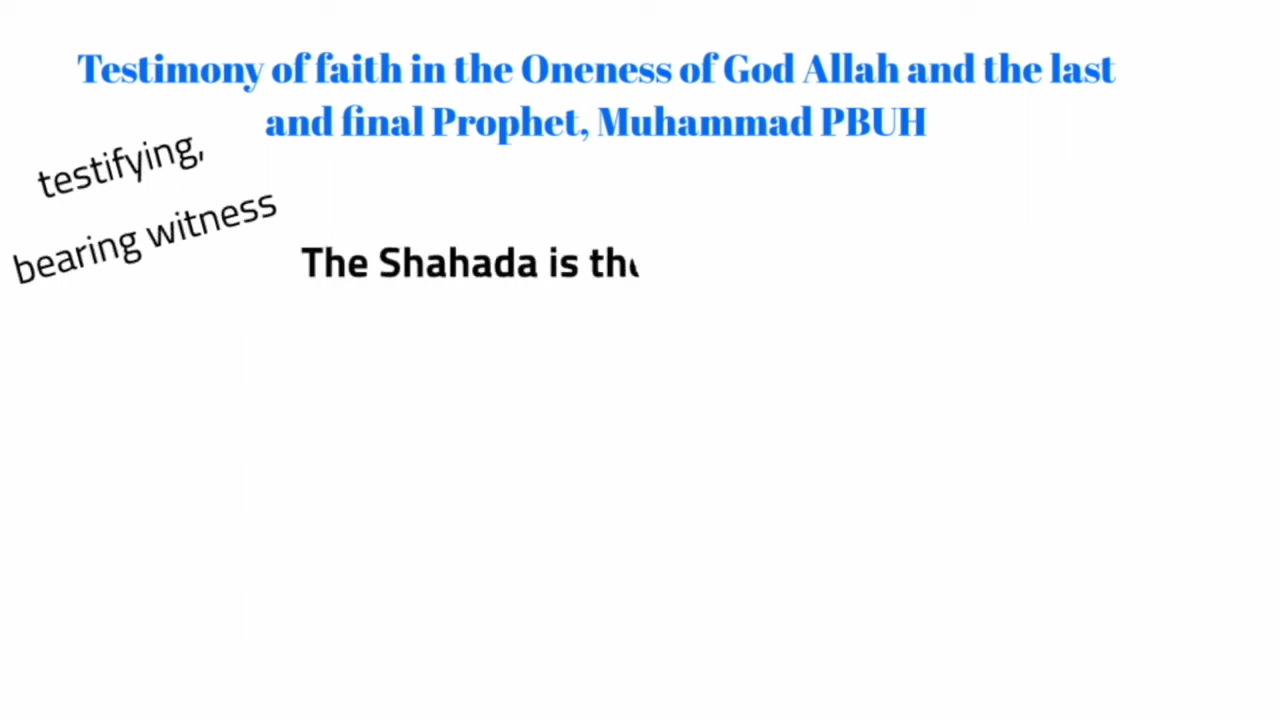 Testimony of faith in the Oneness of God Allah and the last
and final Prophet, Muhammad PBUH
testifying,
bearing witness
The Shahada is th